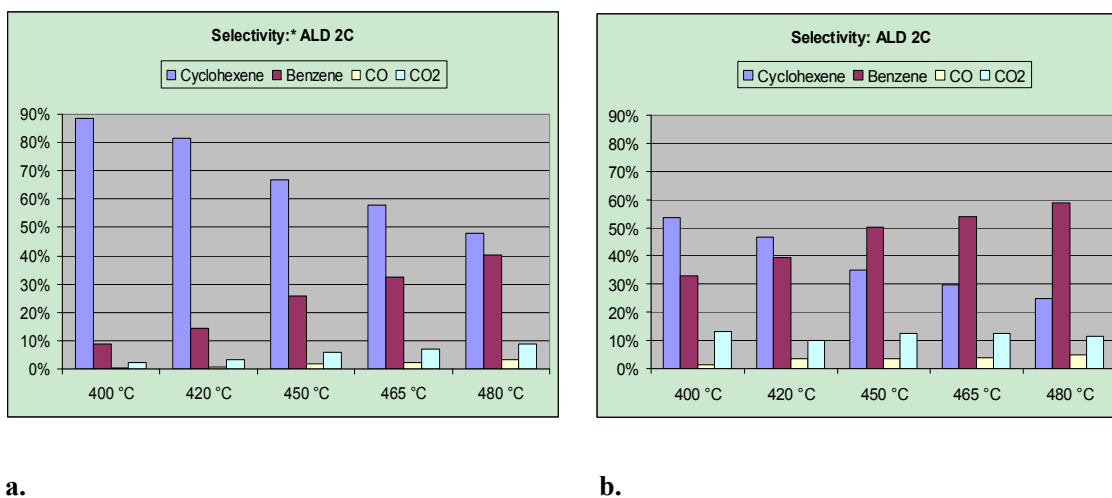 Selectivity:* ALD 2C
Cyclohexene Benzene CO CO2
90%
80%
70%
60%
50%
40%
30%
20%
10%
0%
400 °C 420 °C 450 °C 465 °C 480 °C
a.
Selectivity: ALD 2C
Cyclohexene Benzene CO CO2
90%
80%
70%
60%
50%
40%
30%
20%
10%
0%
400 °C 420 °C 450 °C 465 °C 480 °C
b.